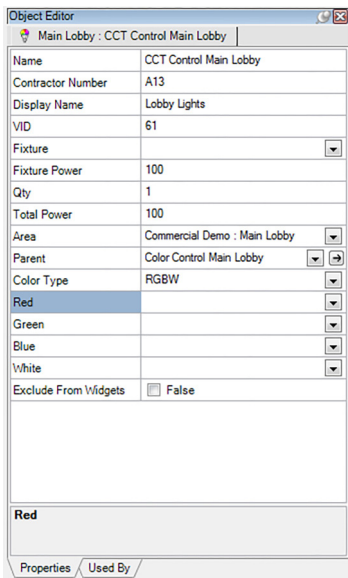 Object Editor
Main Lobby : CCT Control Main Lobby
Name CCT Control Main Lobby
Contractor Number A13
Display Name Lobby Lights
VID 61
Fixture
Fixture Power 100
Qty 1
Total Power 100
Area Commercial Demo : Main Lobby
Parent Color Control Main Lobby
Color Type RGBW
Red
Green
Blue
White
Exclude From Widgets False
Red
Properties Used By